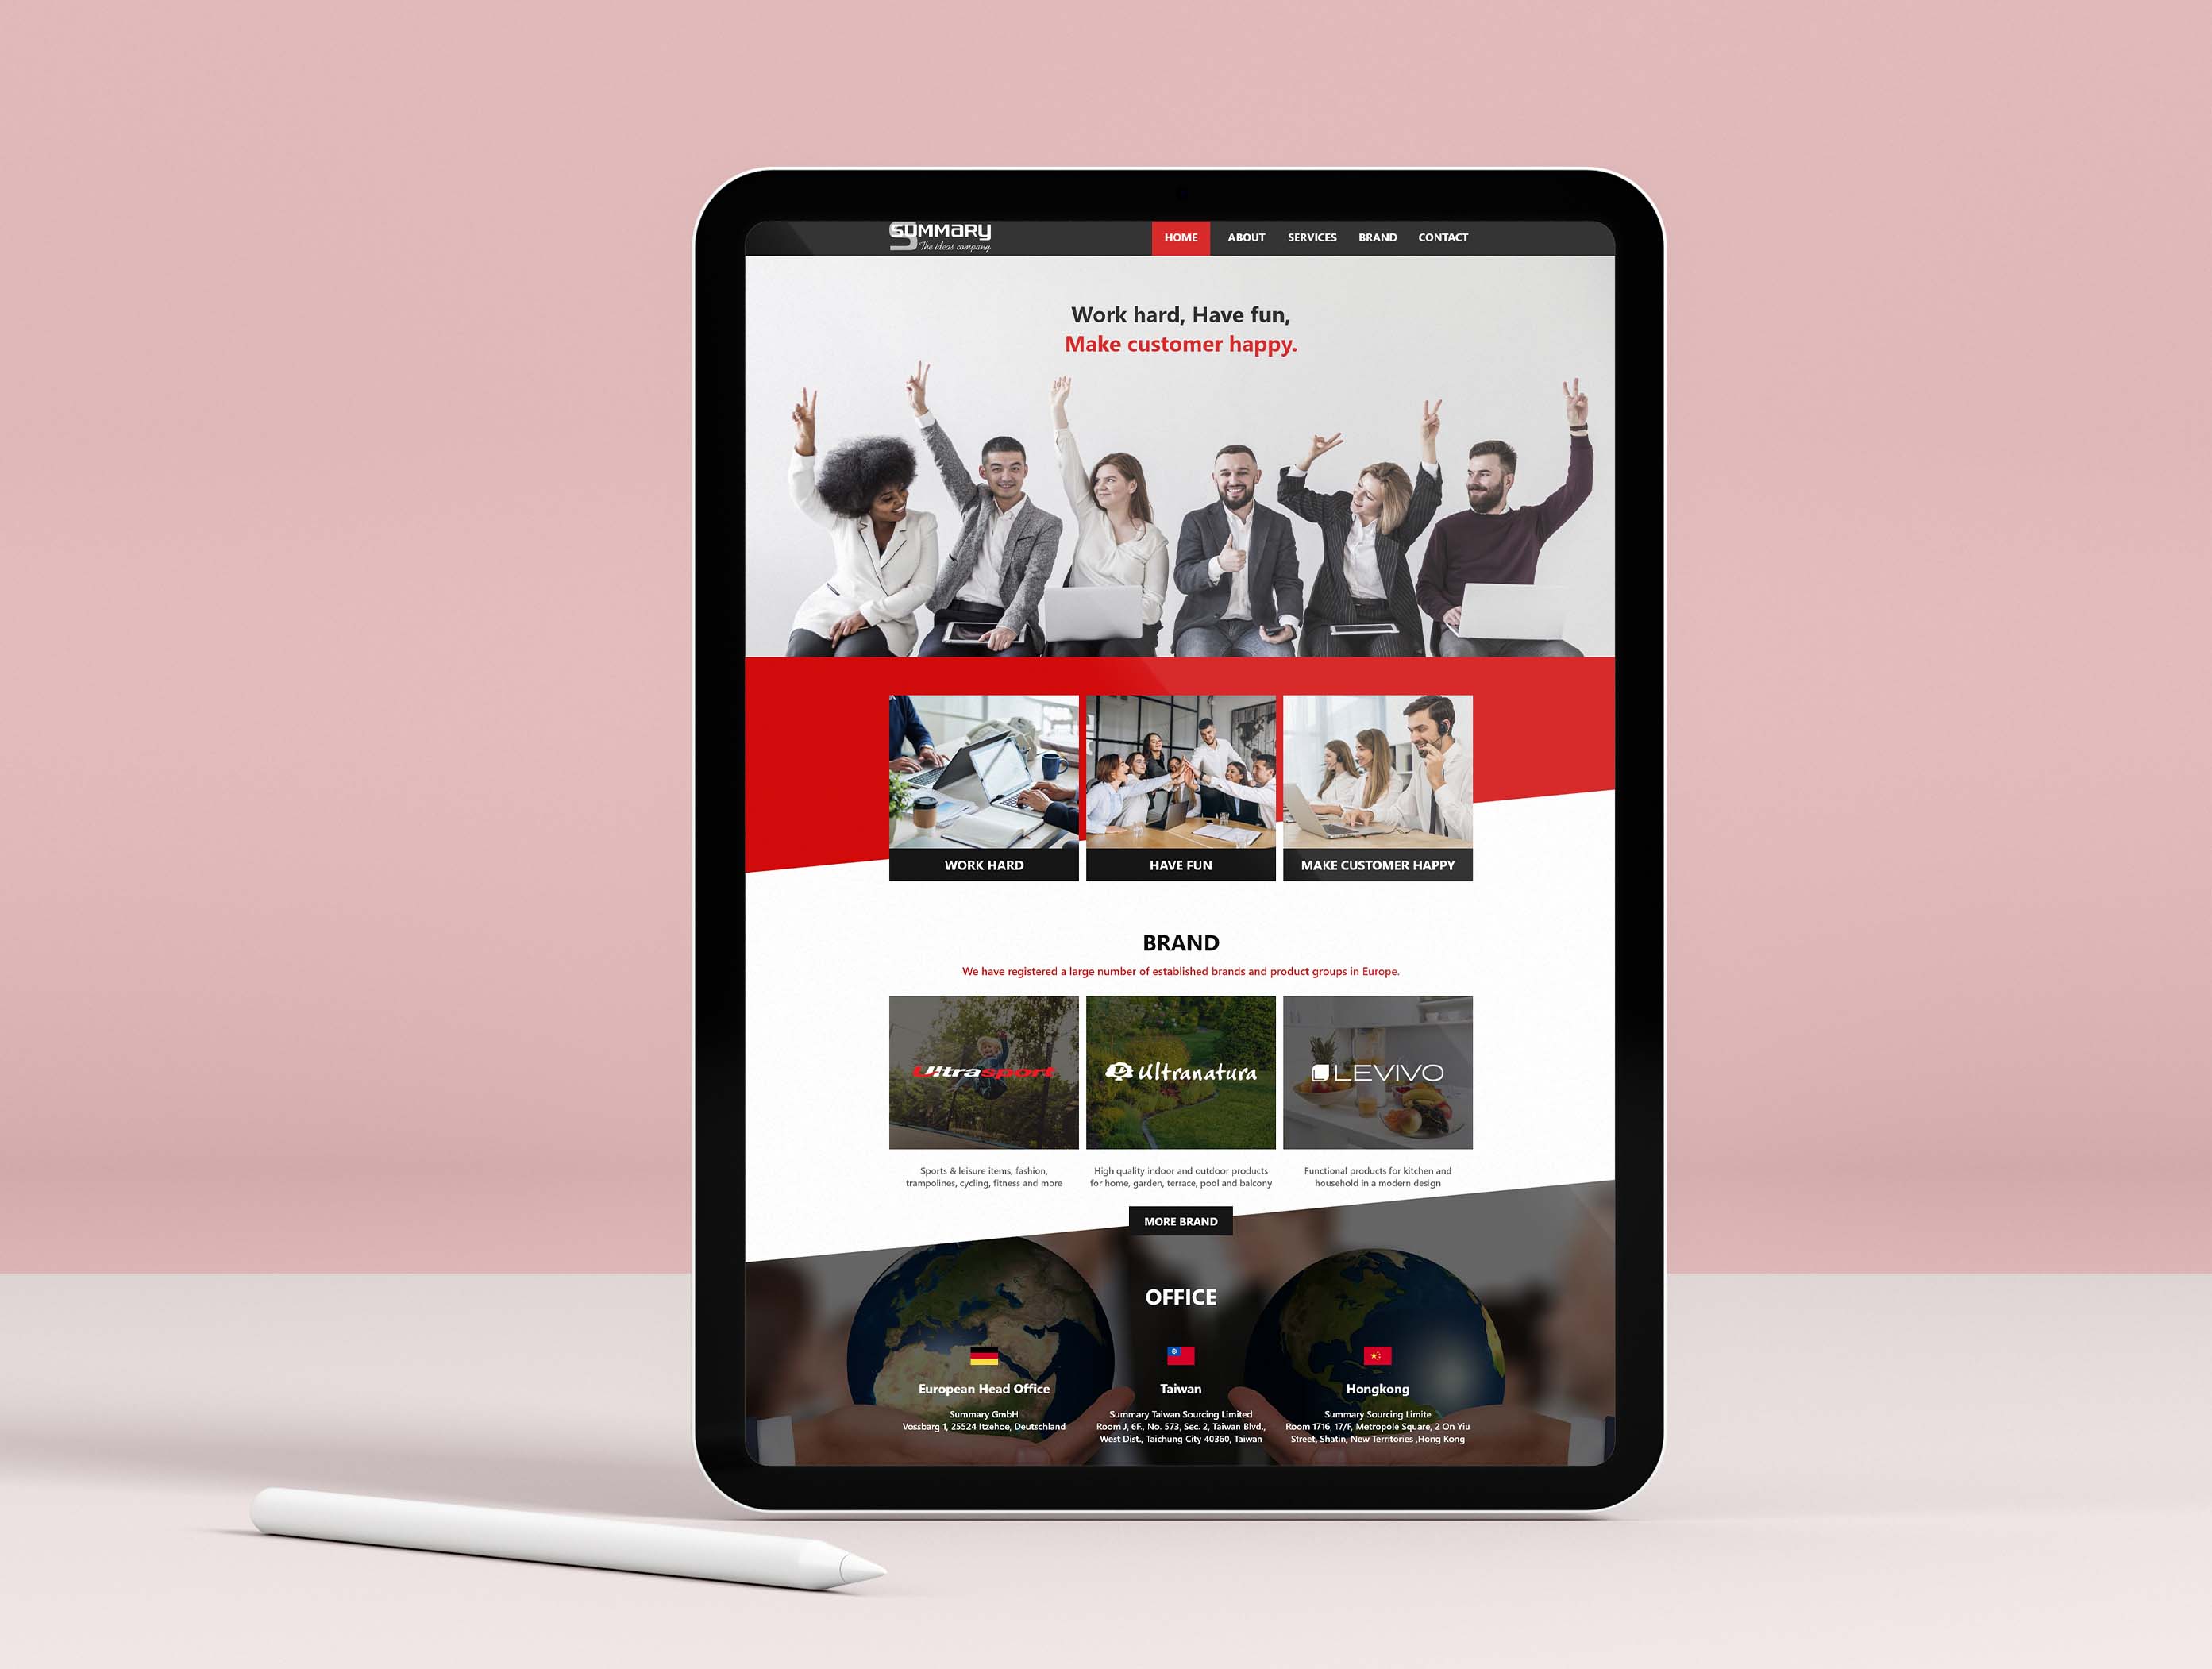 SUMMARY
The ideas company
HOME ABOUT SERVICES BRAND CONTACT
Work hard, Have fun,
Make customer happy.
WORK HARD
HAVE FUN
MAKE CUSTOMER HAPPY
BRAND
We have registered a large number of established brands and product groups in Europe.
Ultrasport
Ultranatura
LEVIVO
Sports & leisure items, fashion,
trampolines, cycling, fitness and more
High quality indoor and outdoor products
for home, garden, terrace, pool and balcony
Functional products for kitchen and
household in a modern design
MORE BRAND
OFFICE
European Head Office
Summary GmbH
Vossbarg 1, 25524 Itzehoe, Deutschland
Taiwan
Summary Taiwan Sourcing Limited
Room J, 6F., No. 573, Sec. 2, Taiwan Blvd.,
West Dist., Taichung City 40360, Taiwan
Hongkong
Summary Sourcing Limite
Room 1716, 17/F, Metropole Square, 2 On Yiu
Street, Shatin, New Territories ,Hong Kong